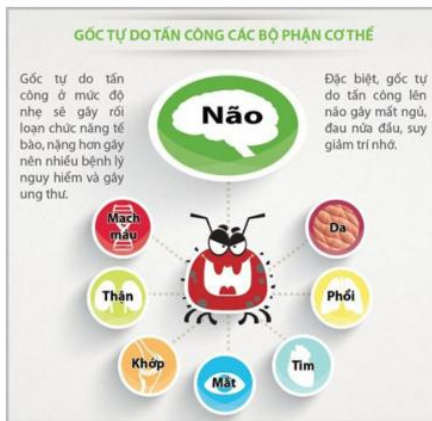 GỐC TỰ DO TẤN CÔNG CÁC BỘ PHẬN CƠ THỂ
Gốc tự do tấn
công ở mức độ
nhẹ sẽ gây rối
loạn chức năng tế
bào, nặng hơn gây
nên nhiều bệnh lý
nguy hiểm và gây
ung thư.
Não
Đặc biệt, gốc tự
do tấn công lên
não gây mất ngủ,
đau nửa đầu, suy
giảm trí nhớ.
Mạch
máu
Da
Thận
Phổi
Khớp
Mắt
Tim